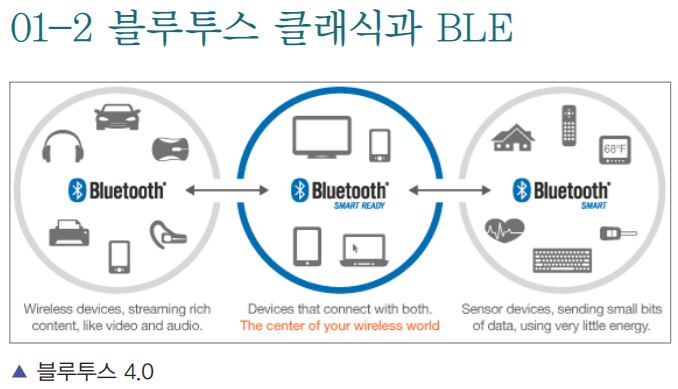 01-2 블루투스 클래식과 BLE
68°F
Bluetooth®
Bluetooth®
SMART READY
Bluetooth®
SMART
Wireless devices, streaming rich
content, like video and audio.
Devices that connect with both.
The center of your wireless world
Sensor devices, sending small bits
of data, using very little energy.
▲ 블루투스 4.0